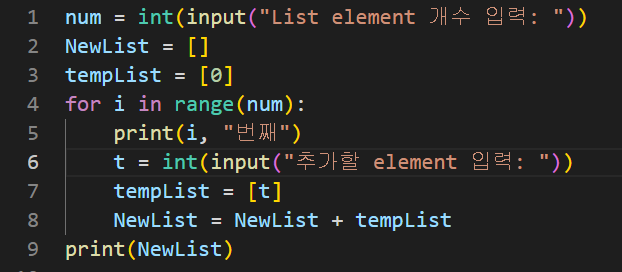 1 num = int(input("List element 개수 입력: "))
2 NewList = []
3 tempList = [0]
4 for i in range(num):
5     print(i, "번째")
6     t = int(input("추가할 element 입력: "))
7     tempList = [t]
8     NewList = NewList + tempList
9 print(NewList)